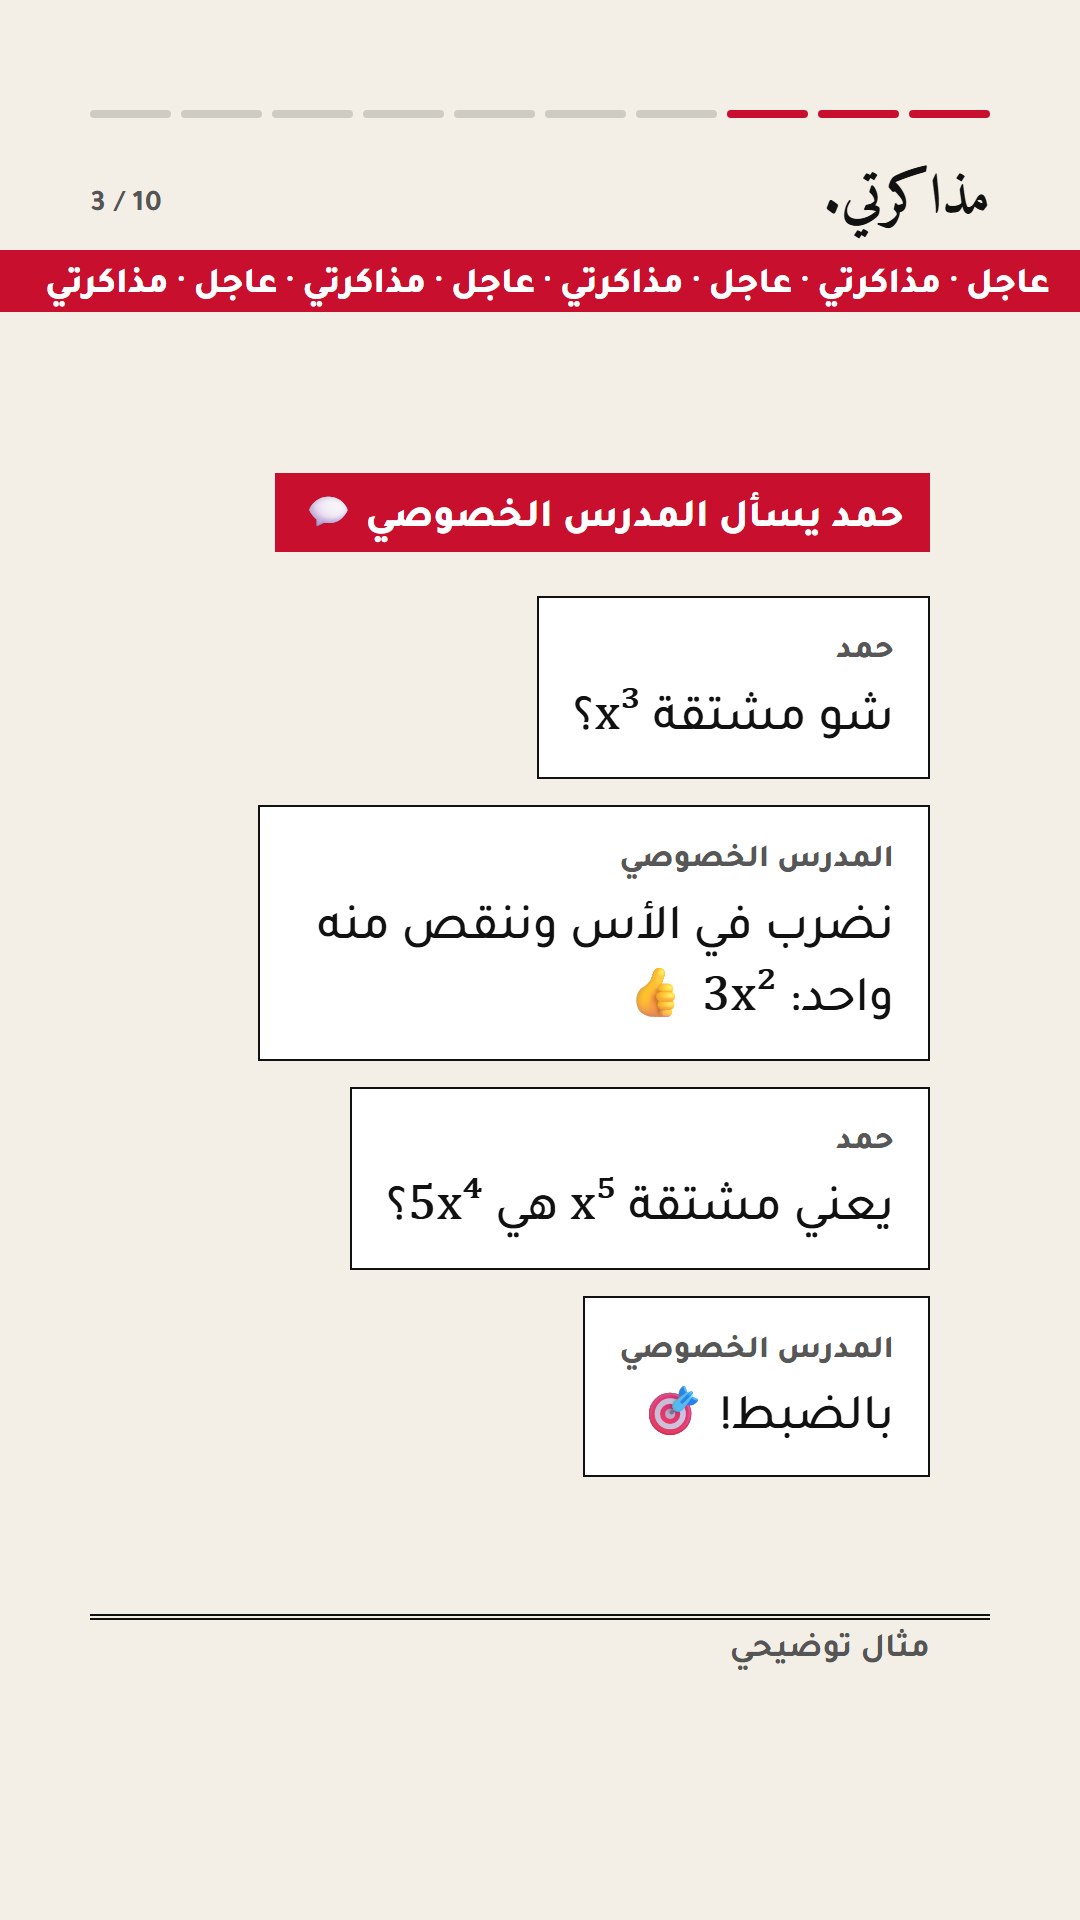 مذاكرتي.
3 / 10
عاجل · مذاكرتي · عاجل · مذاكرتي · عاجل · مذاكرتي · عاجل · مذاكرتي
حمد يسأل المدرس الخصوصي 💬
حمد
شو مشتقة x³؟
المدرس الخصوصي
نضرب في الأس وننقص منه
واحد: 3x² 👍
حمد
يعني مشتقة x⁵ هي 5x⁴؟
المدرس الخصوصي
بالضبط! 🎯
مثال توضيحي